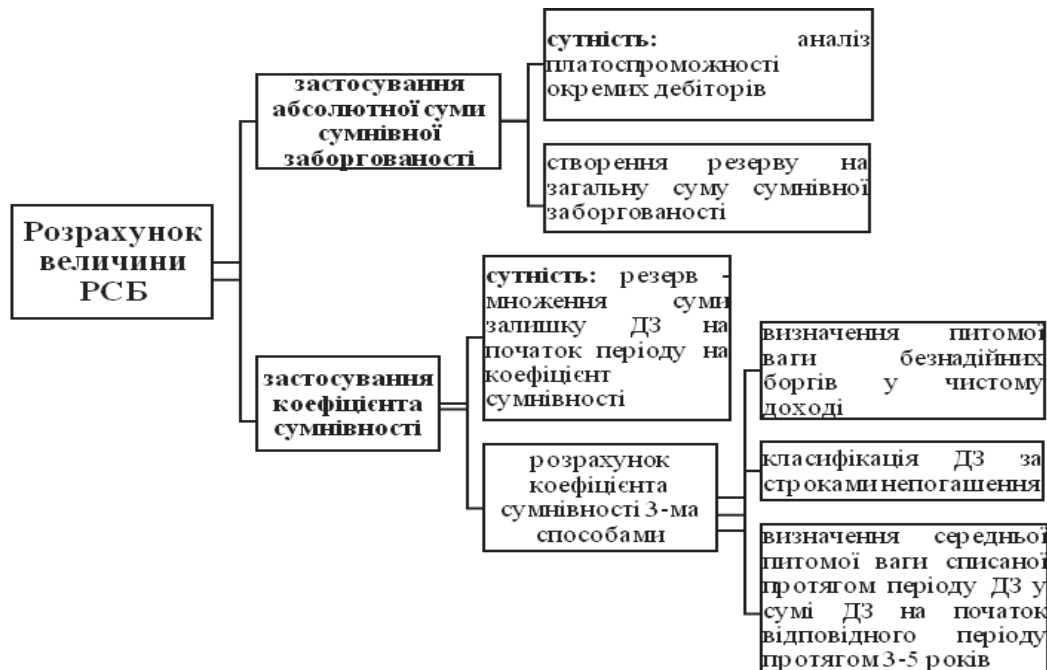 Розрахунок
величини
РСБ
застосування
абсолютної суми
сумнівної
заборгованості
сутність: аналіз
платоспроможності
окремих дебіторів
створення резерву на
загальну суму сумнівної
заборгованості
застосування
коефіцієнта
сумнівності
сутність: резерв -
множення суми
залишку ДЗ на
початок періоду на
коефіцієнт
сумнівності
розрахунок
коефіцієнта
сумнівності 3-ма
способами
визначення питомої
ваги безнадійних
боргів у чистому
доході
класифікація ДЗ за
строками непогашення
визначення середньої
питомої ваги списаної
протягом періоду ДЗ у
сумі ДЗ на початок
відповідного періоду
протягом 3-5 років